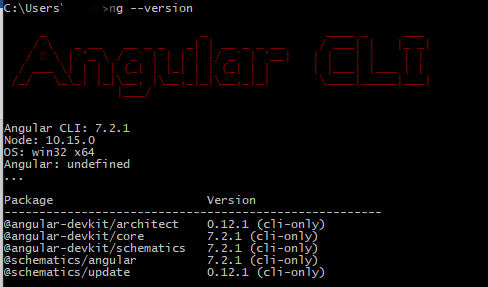 C:\Users\ >ng --version
Angular CLI
Angular CLI: 7.2.1
Node: 10.15.0
OS: win32 x64
Angular: undefined
...
Package Version
------------------------------------------------------
@angular-devkit/architect 0.12.1 (cli-only)
@angular-devkit/core 7.2.1 (cli-only)
@angular-devkit/schematics 7.2.1 (cli-only)
@schematics/angular 7.2.1 (cli-only)
@schematics/update 0.12.1 (cli-only)